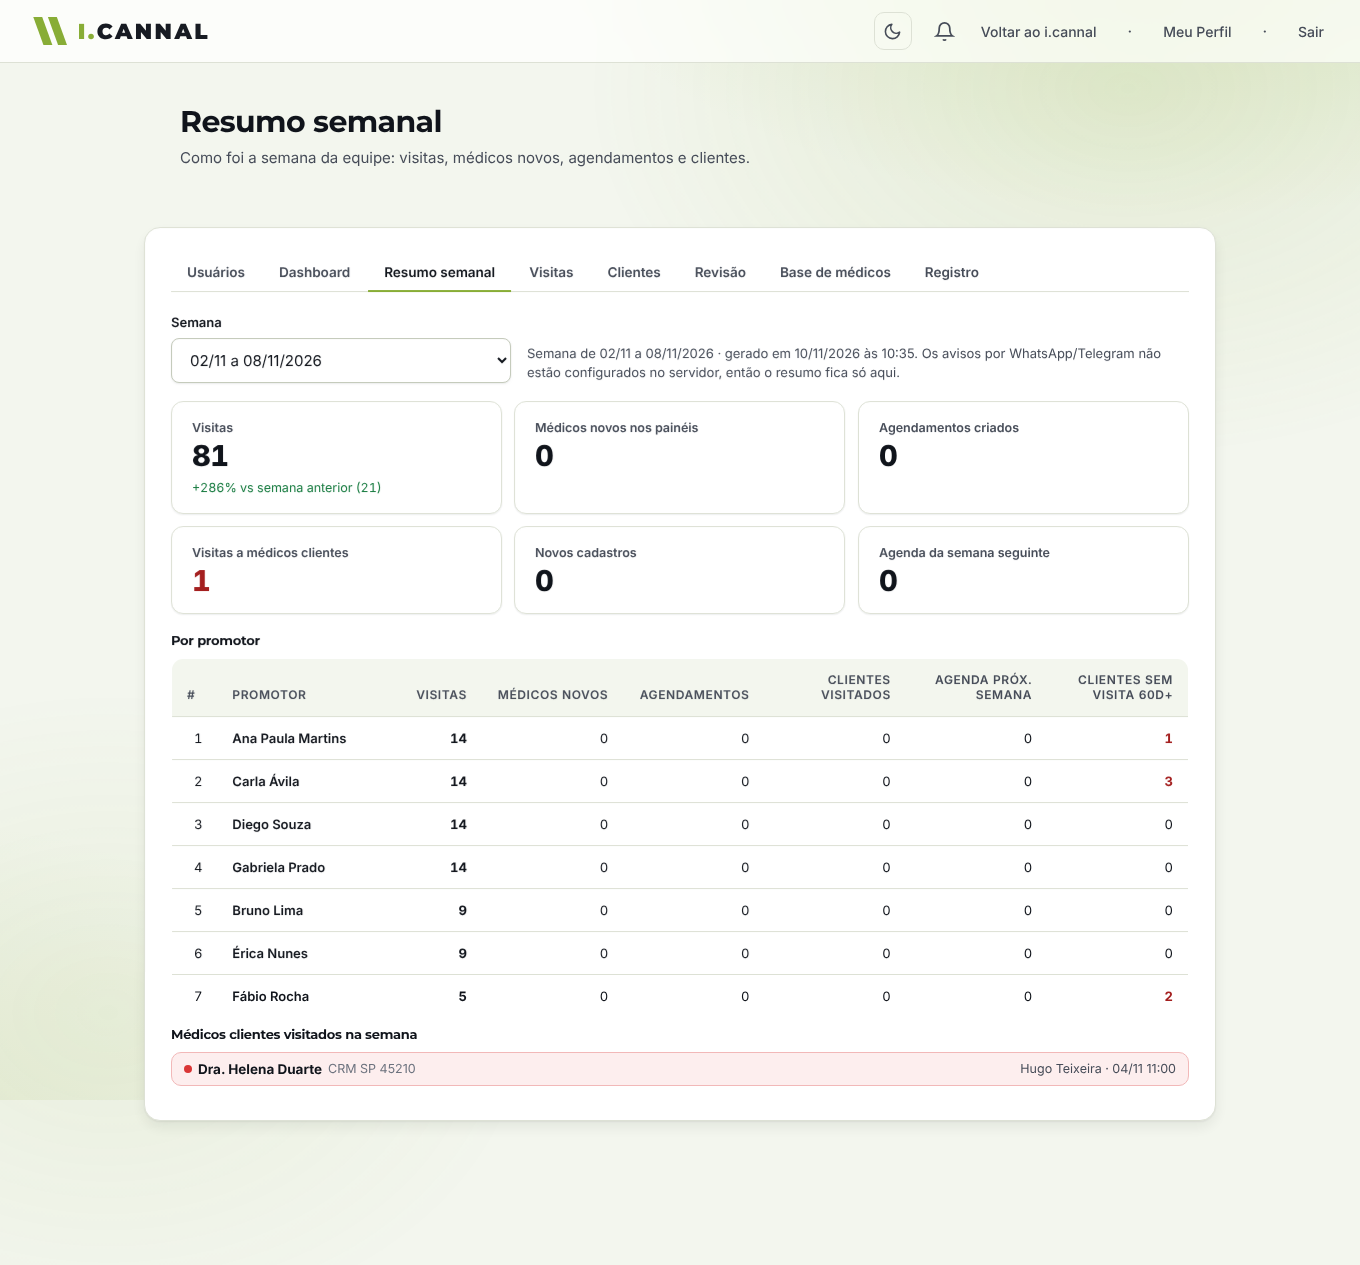 I.CANNAL
Voltar ao i.cannal · Meu Perfil · Sair
Resumo semanal
Como foi a semana da equipe: visitas, médicos novos, agendamentos e clientes.
Usuários Dashboard Resumo semanal Visitas Clientes Revisão Base de médicos Registro
Semana
02/11 a 08/11/2026
Semana de 02/11 a 08/11/2026 · gerado em 10/11/2026 às 10:35. Os avisos por WhatsApp/Telegram não
estão configurados no servidor, então o resumo fica só aqui.
Visitas
81
+286% vs semana anterior (21)
Médicos novos nos painéis
0
Agendamentos criados
0
Visitas a médicos clientes
1
Novos cadastros
0
Agenda da semana seguinte
0
Por promotor
# PROMOTOR VISITAS MÉDICOS NOVOS AGENDAMENTOS CLIENTES VISITADOS AGENDA PRÓX. SEMANA CLIENTES SEM VISITA 60D+
1 Ana Paula Martins 14 0 0 0 0 1
2 Carla Ávila 14 0 0 0 0 3
3 Diego Souza 14 0 0 0 0 0
4 Gabriela Prado 14 0 0 0 0 0
5 Bruno Lima 9 0 0 0 0 0
6 Érica Nunes 9 0 0 0 0 0
7 Fábio Rocha 5 0 0 0 0 2
Médicos clientes visitados na semana
Dra. Helena Duarte CRM SP 45210 Hugo Teixeira · 04/11 11:00